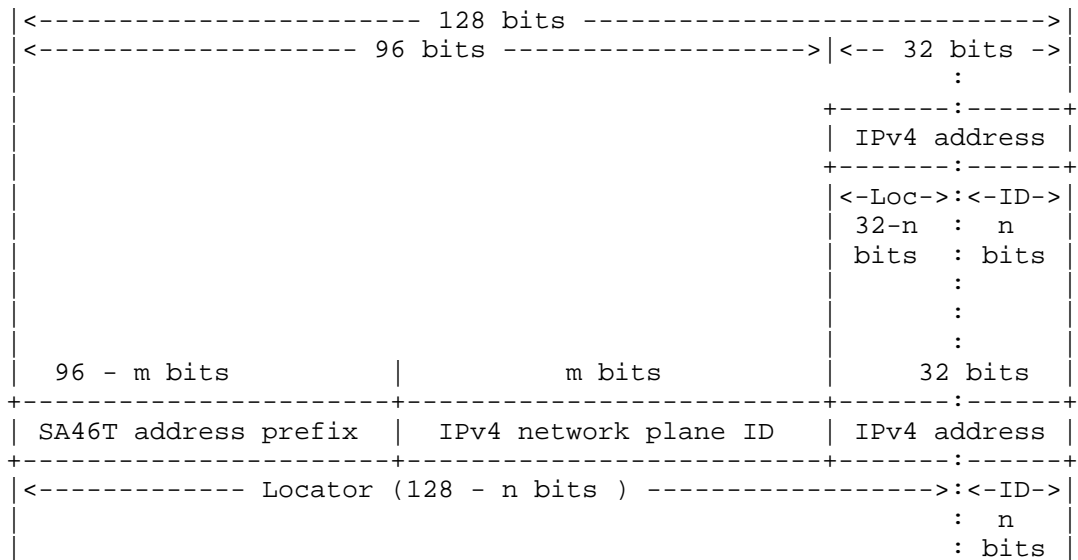 |<------------------------ 128 bits ----------------------------->|
|<-------------------- 96 bits ------------------->|<-- 32 bits ->|
|                                                          :      |
|                                                  +-------:------+
|                                                  | IPv4 address |
|                                                  +-------:------+
|                                                  |<-Loc->:<-ID->|
|                                                  | 32-n  :  n   |
|                                                  | bits  : bits |
|                                                  |       :      |
|                                                  |       :      |
|                                                  |       :      |
|  96 - m bits          |          m bits          |     32 bits  |
+-----------------------+--------------------------+-------:------+
| SA46T address prefix  |  IPv4 network plane ID   | IPv4 address |
+-----------------------+--------------------------+-------:------+
|<------------- Locator (128 - n bits ) ------------------>:<-ID->|
|                                                          :  n   |
|                                                          : bits |